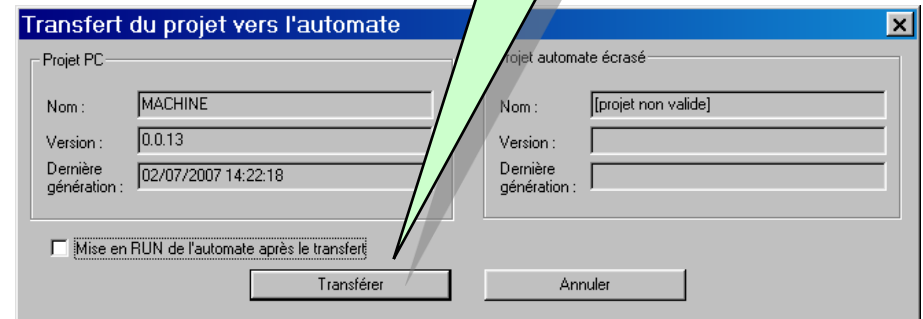 Transfert du projet vers l'automate
Projet PC
Nom :
MACHINE
Version :
0.0.13
Dernière
génération :
02/07/2007 14:22:18
rojet automate écrasé
Nom :
[projet non valide]
Version :
Dernière
génération :
Mise en RUN de l'automate après le transfert
Transférer
Annuler